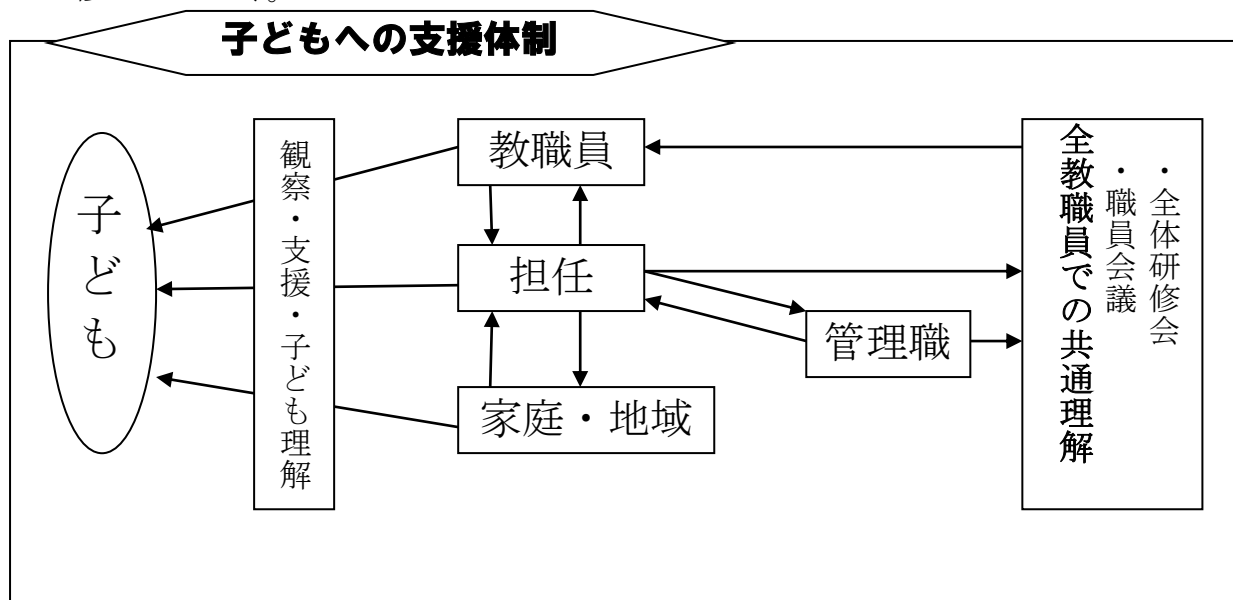 子どもへの支援体制
子ども
観察・支援・子ども理解
教職員
担任
家庭・地域
管理職
・全体研修会
・職員会議
全教職員での共通理解